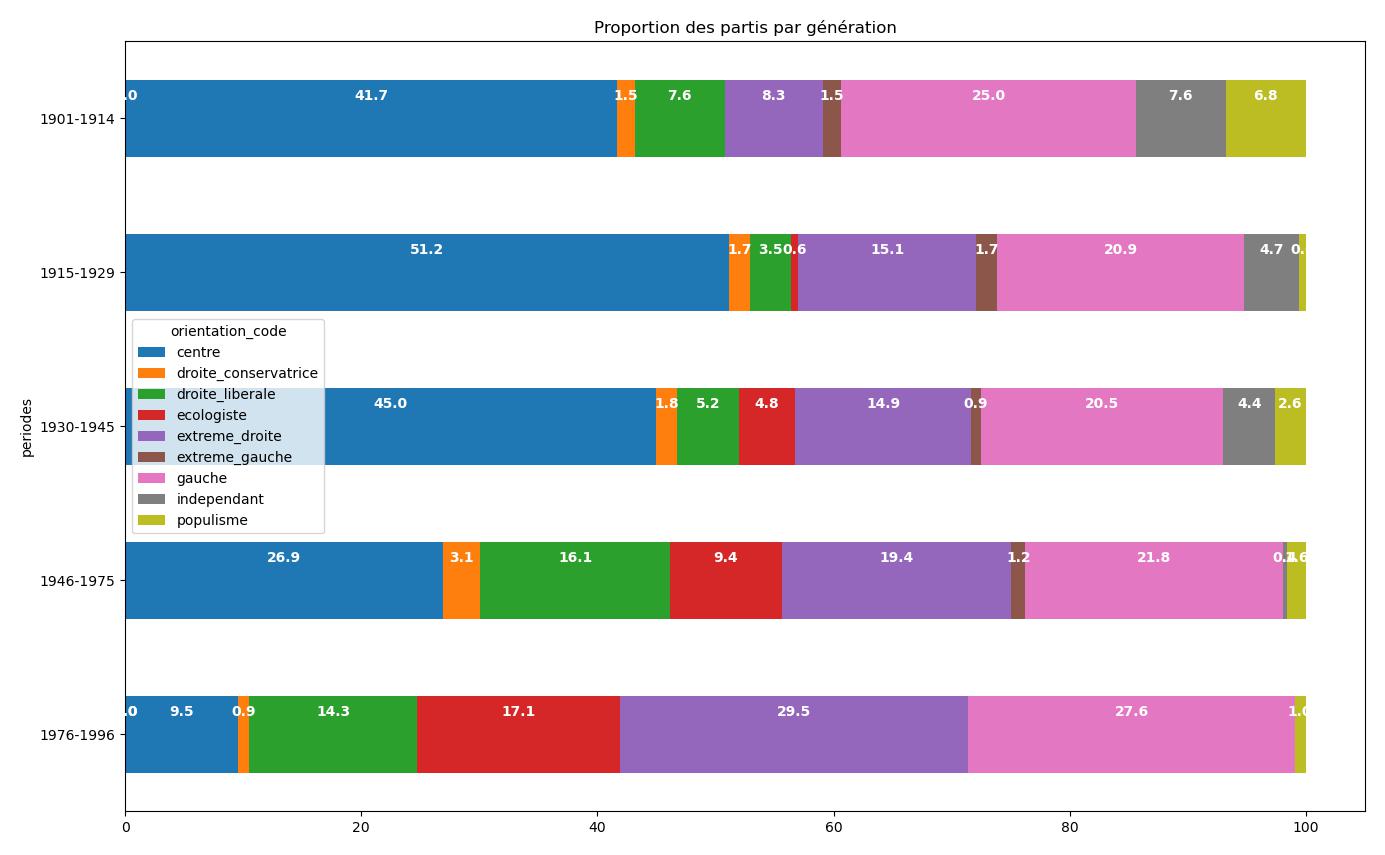 Proportion des partis par génération
1901-1914
.0 41.7 1.5 7.6 8.3 1.5 25.0 7.6 6.8
1915-1929
51.2 1.7 3.5 0.6 15.1 1.7 20.9 4.7 0.
orientation_code
centre
droite_conservatrice
droite_liberale
ecologiste
extreme_droite
extreme_gauche
gauche
independant
populisme
periodes
1930-1945
45.0 1.8 5.2 4.8 14.9 0.9 20.5 4.4 2.6
1946-1975
26.9 3.1 16.1 9.4 19.4 1.2 21.8
1976-1996
.0 9.5 0.9 14.3 17.1 29.5 27.6 1.0
0 20 40 60 80 100